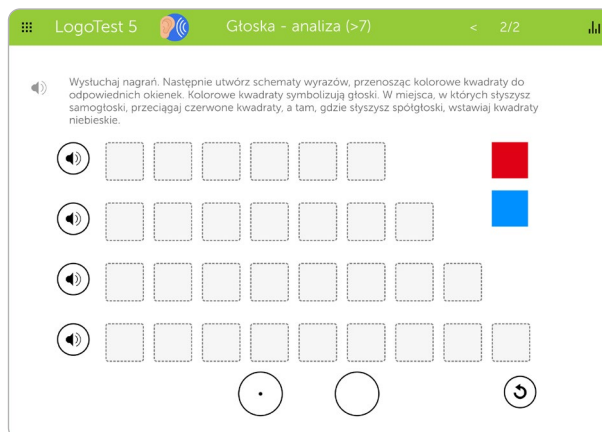 LogoTest 5
Głoska - analiza (>7)
< 2/2
Wysłuchaj nagrań. Następnie utwórz schematy wyrazów, przenosząc kolorowe kwadraty do
odpowiednich okienek. Kolorowe kwadraty symbolizują głoski. W miejsca, w których słyszysz
samogłoski, przeciągaj czerwone kwadraty, a tam, gdzie słyszysz spółgłoski, wstawiaj kwadraty
niebieskie.